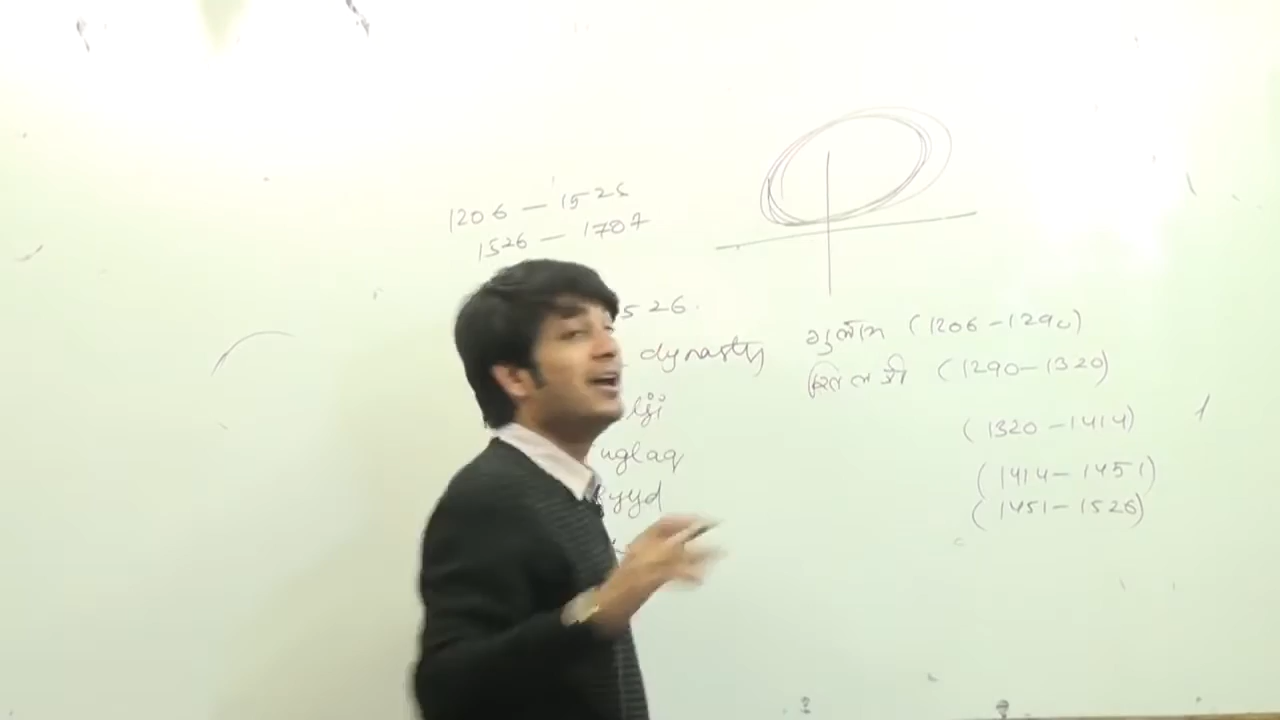 1206 - 1526
1526 - 1707
526.
dynasty गुलाम (1206 - 1290)
lji खिलजी (1290-1320)
uglaq (1320-1414)
yyd (1414-1451)
(1451-1526)